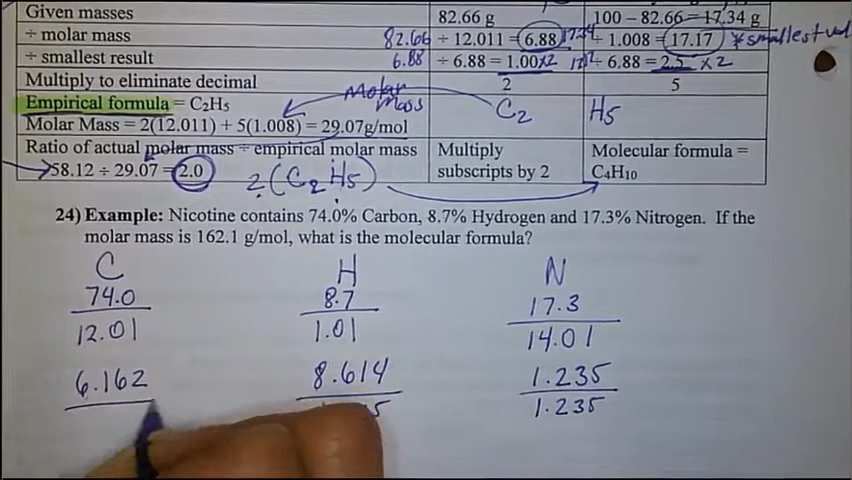 Given masses 82.66 g 100 – 82.66 = 17.34 g
÷ molar mass 82.66 ÷ 12.011 = 6.88 17.34 ÷ 1.008 = 17.17 * smallest
÷ smallest result 6.88 ÷ 6.88 = 1.00 x2 ÷ 6.88 = 2.5 x2
Multiply to eliminate decimal 2 5
Molar Mass
Empirical formula = C2H5 C2 H5
Molar Mass = 2(12.011) + 5(1.008) = 29.07g/mol
Ratio of actual molar mass ÷ empirical molar mass Multiply Molecular formula =
58.12 ÷ 29.07 = 2.0 2(C2H5) subscripts by 2 C4H10
24) Example: Nicotine contains 74.0% Carbon, 8.7% Hydrogen and 17.3% Nitrogen. If the
molar mass is 162.1 g/mol, what is the molecular formula?
C H N
74.0 8.7 17.3
12.01 1.01 14.01
6.162 8.614 1.235
1.235